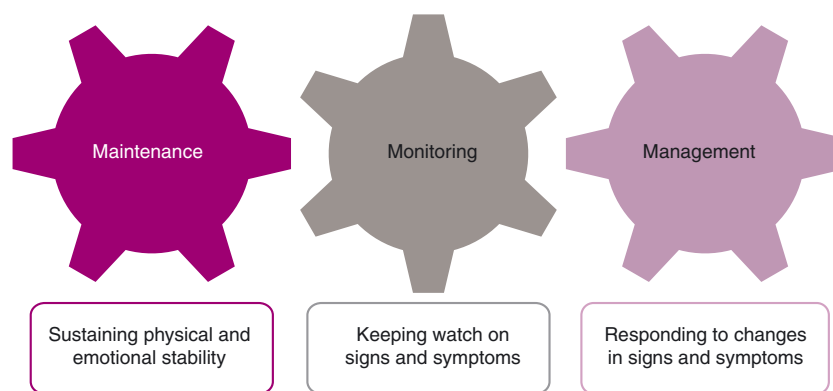 Maintenance
Monitoring
Management
Sustaining physical and
emotional stability
Keeping watch on
signs and symptoms
Responding to changes
in signs and symptoms